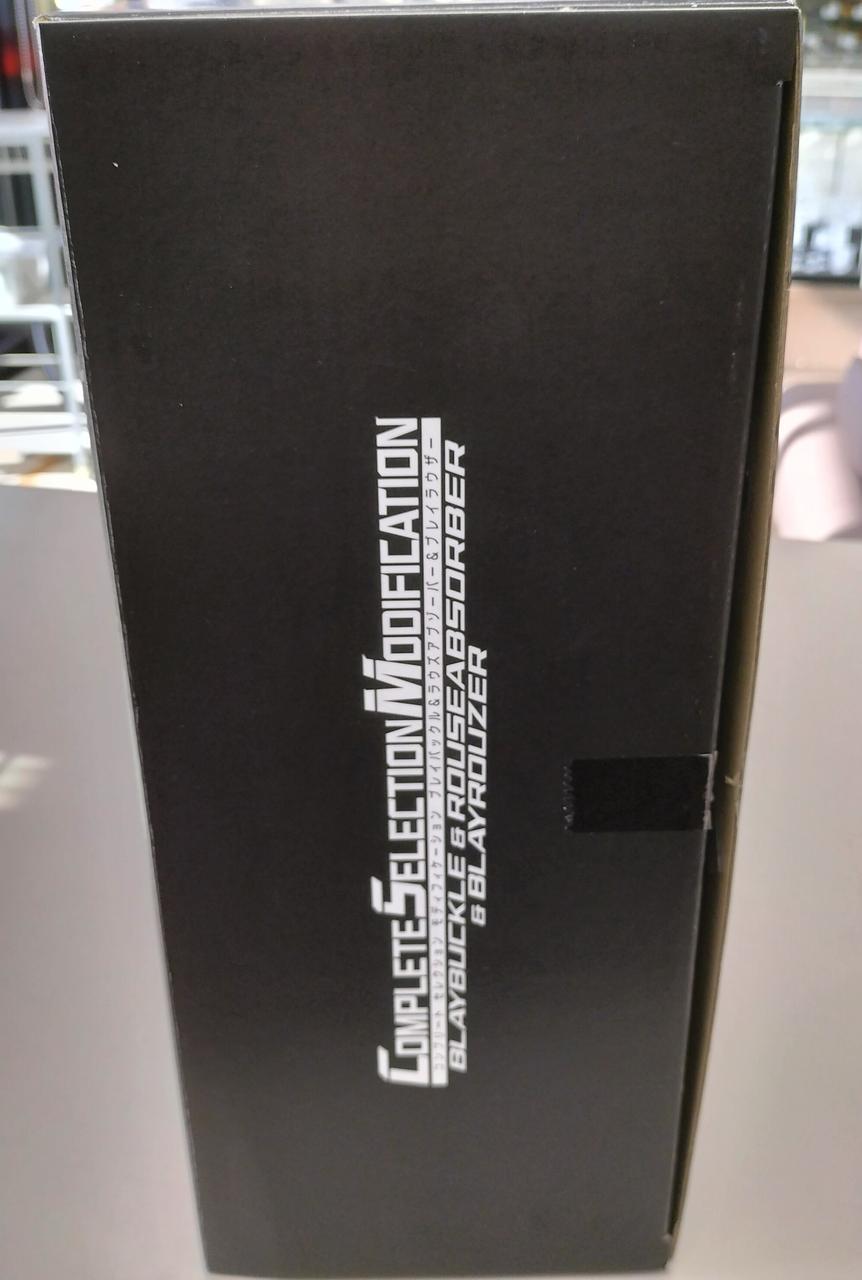 COMPLETE SELECTION MODIFICATION
コンプリート セレクション モディフィケーション ブレイバックル&ラウズアブソーバー&ブレイラウザー
BLAYBUCKLE & ROUSEABSORBER
& BLAYROUZER